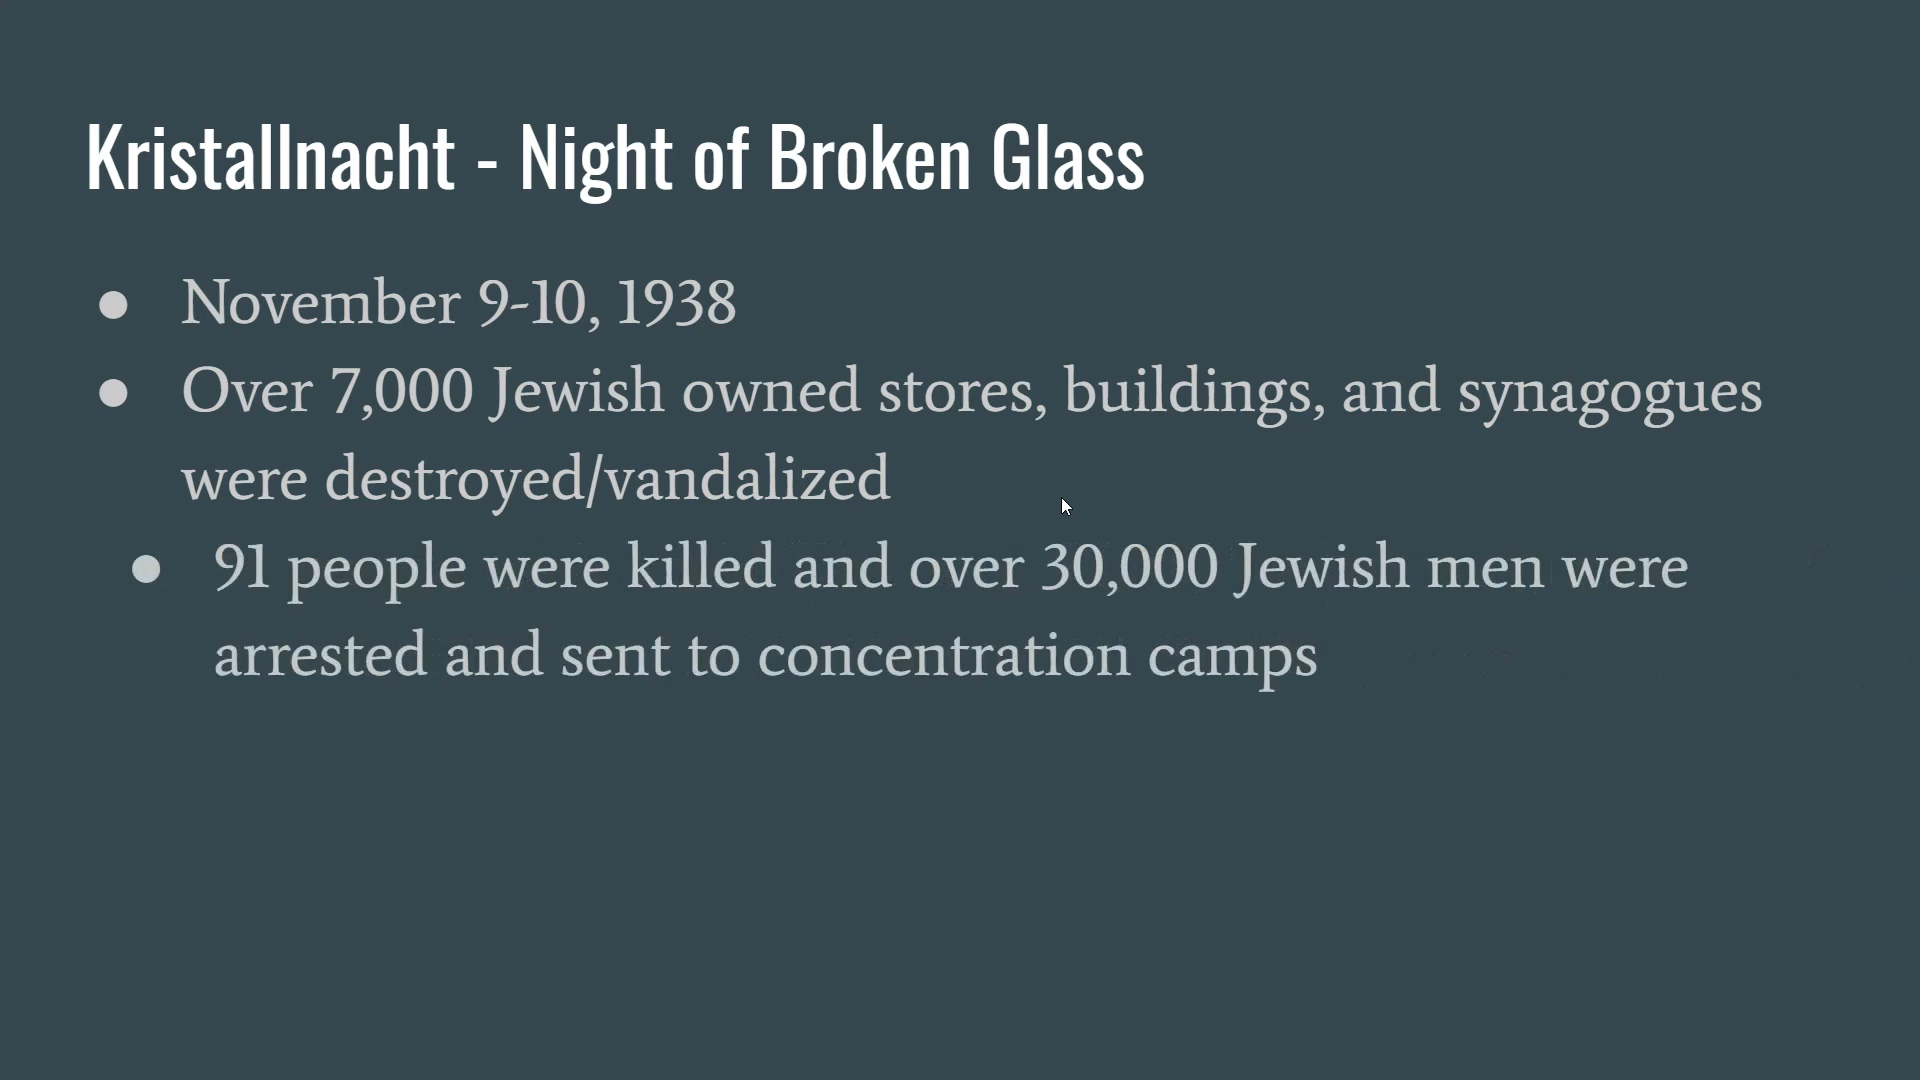 Kristallnacht - Night of Broken Glass
● November 9-10, 1938
● Over 7,000 Jewish owned stores, buildings, and synagogues
were destroyed/vandalized
● 91 people were killed and over 30,000 Jewish men were
arrested and sent to concentration camps